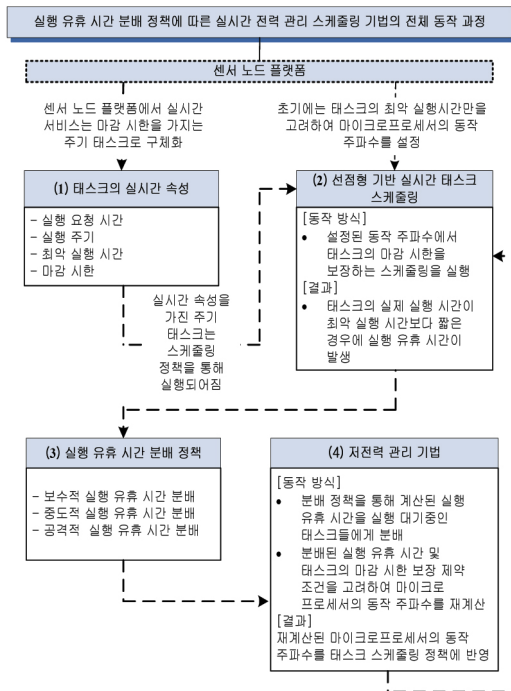 실행 유휴 시간 분배 정책에 따른 실시간 전력 관리 스케줄링 기법의 전체 동작 과정
센서 노드 플랫폼
센서 노드 플랫폼에서 실시간
서비스는 마감 시한을 가지는
주기 태스크로 구체화
초기에는 태스크의 최악 실행시간만을
고려하여 마이크로프로세서의 동작
주파수를 설정
(1) 태스크의 실시간 속성
– 실행 요청 시간
– 실행 주기
– 최악 실행 시간
– 마감 시한
실시간 속성을
가진 주기
태스크는
스케줄링
정책을 통해
실행되어짐
(2) 선점형 기반 실시간 태스크
스케줄링
[동작 방식]
• 설정된 동작 주파수에서
태스크의 마감 시한을
보장하는 스케줄링을 실행
[결과]
• 태스크의 실제 실행 시간이
최악 실행 시간보다 짧은
경우에 실행 유휴 시간이
발생
(3) 실행 유휴 시간 분배 정책
– 보수적 실행 유휴 시간 분배
– 중도적 실행 유휴 시간 분배
– 공격적 실행 유휴 시간 분배
(4) 저전력 관리 기법
[동작 방식]
• 분배 정책을 통해 계산된 실행
유휴 시간을 실행 대기중인
태스크들에게 분배
• 분배된 실행 유휴 시간 및
태스크의 마감 시한 보장 제약
조건을 고려하여 마이크로
프로세서의 동작 주파수를 재계산
[결과]
재계산된 마이크로프로세서의 동작
주파수를 태스크 스케줄링 정책에 반영